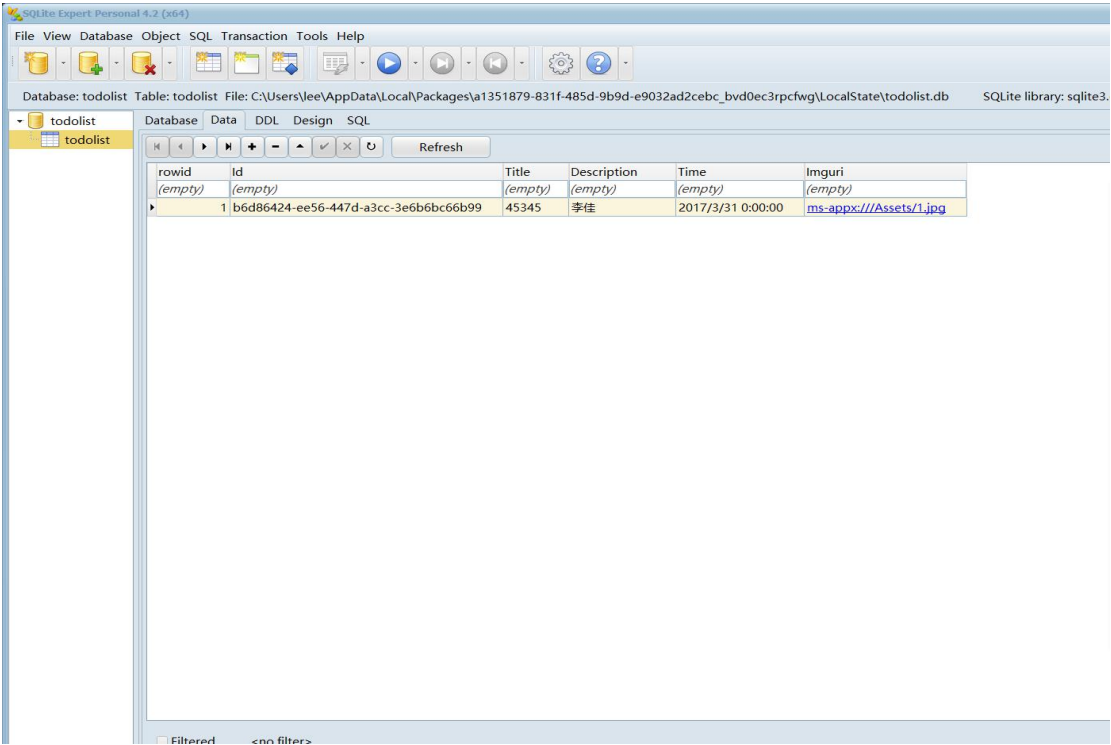 SQLite Expert Personal 4.2 (x64)
File View Database Object SQL Transaction Tools Help
Database: todolist Table: todolist File: C:\Users\lee\AppData\Local\Packages\a1351879-831f-485d-9b9d-e9032ad2cebc_bvd0ec3rpcfwg\LocalState\todolist.db SQLite library: sqlite3.
todolist
todolist
Database Data DDL Design SQL
Refresh
rowid Id Title Description Time Imguri
(empty) (empty) (empty) (empty) (empty) (empty)
1 b6d86424-ee56-447d-a3cc-3e6b6bc66b99 45345 李佳 2017/3/31 0:00:00 ms-appx:///Assets/1.jpg
Filtered <no filter>